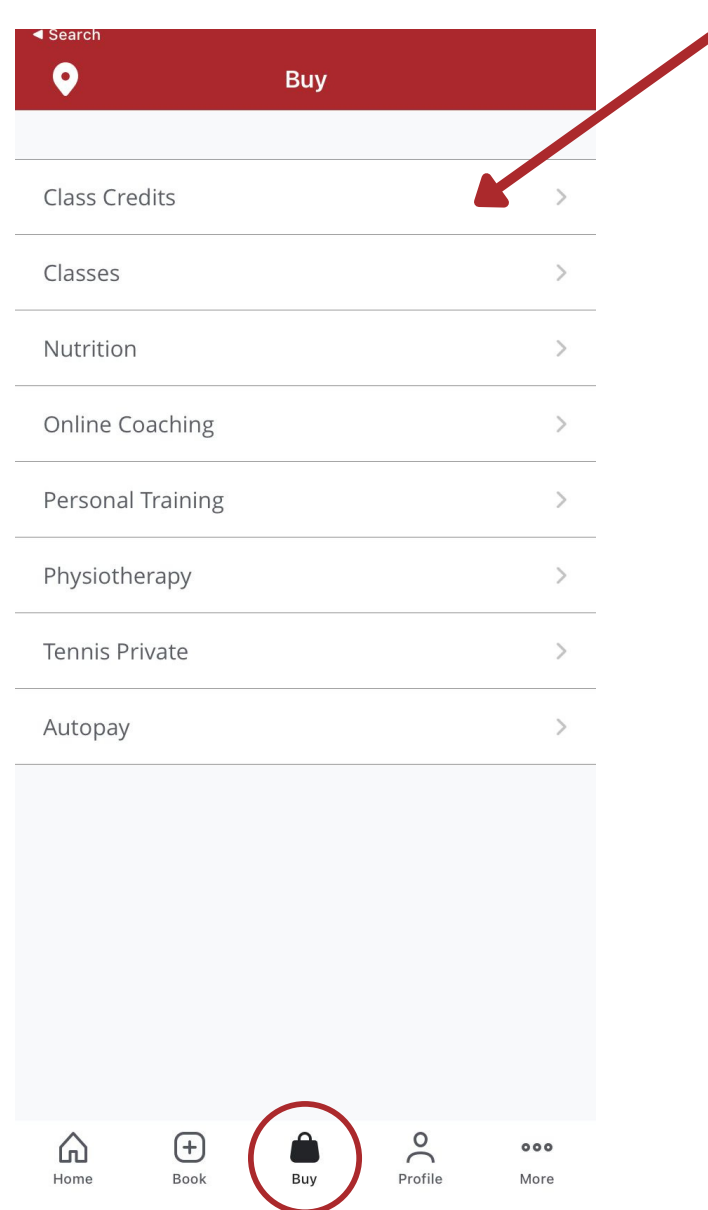 ◀ Search
Buy
Class Credits
Classes
Nutrition
Online Coaching
Personal Training
Physiotherapy
Tennis Private
Autopay
Home Book Buy Profile More